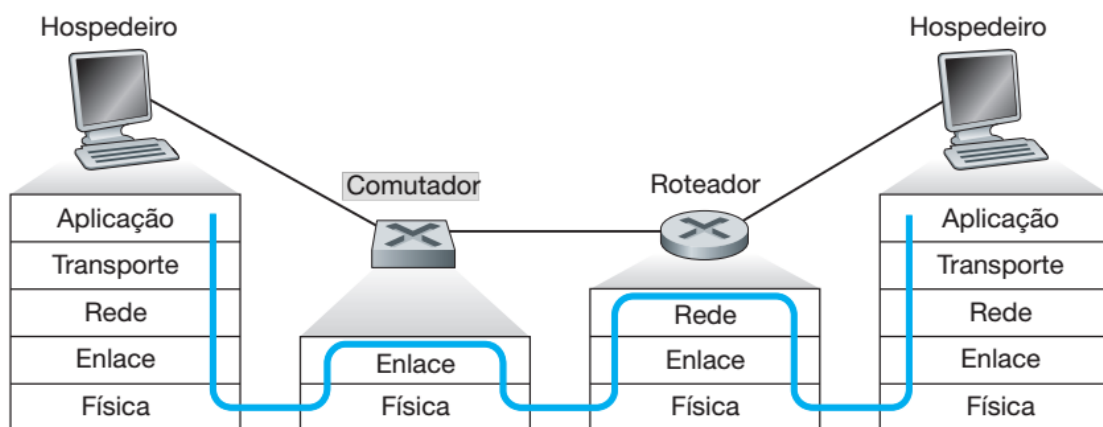 Hospedeiro
Hospedeiro
Comutador
Roteador
Aplicação
Transporte
Rede
Enlace
Física
Enlace
Física
Rede
Enlace
Física
Aplicação
Transporte
Rede
Enlace
Física